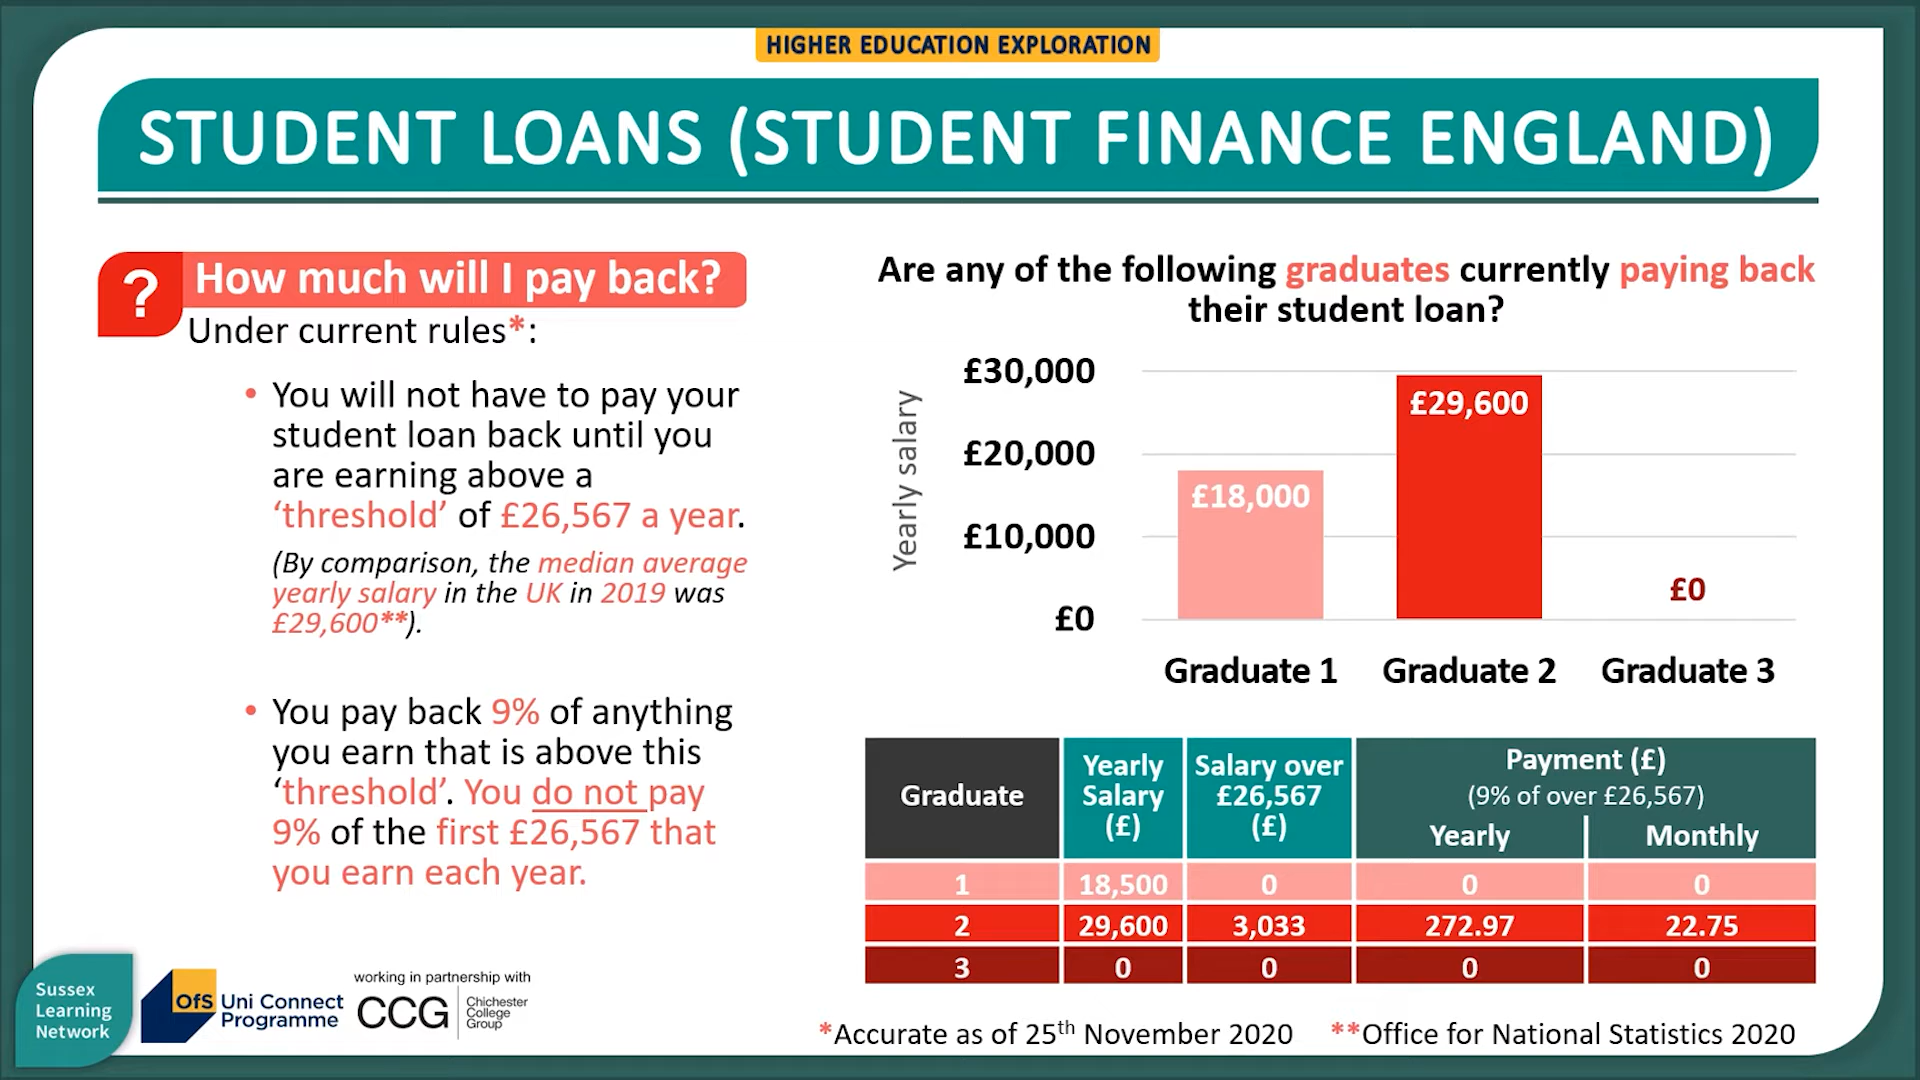 HIGHER EDUCATION EXPLORATION
STUDENT LOANS (STUDENT FINANCE ENGLAND)
?
How much will I pay back?
Under current rules*:
• You will not have to pay your
student loan back until you
are earning above a
‘threshold’ of £26,567 a year.
(By comparison, the median average
yearly salary in the UK in 2019 was
£29,600**).
• You pay back 9% of anything
you earn that is above this
‘threshold’. You do not pay
9% of the first £26,567 that
you earn each year.
Are any of the following graduates currently paying back
their student loan?
Yearly salary
£30,000
£20,000
£10,000
£0
£18,000
£29,600
£0
Graduate 1 Graduate 2 Graduate 3
Graduate
Yearly
Salary
(£)
Salary over
£26,567
(£)
Payment (£)
(9% of over £26,567)
Yearly Monthly
1 18,500 0 0 0
2 29,600 3,033 272.97 22.75
3 0 0 0 0
*Accurate as of 25th November 2020 **Office for National Statistics 2020
Sussex
Learning
Network
OfS Uni Connect
Programme
working in partnership with
CCG
Chichester
College
Group